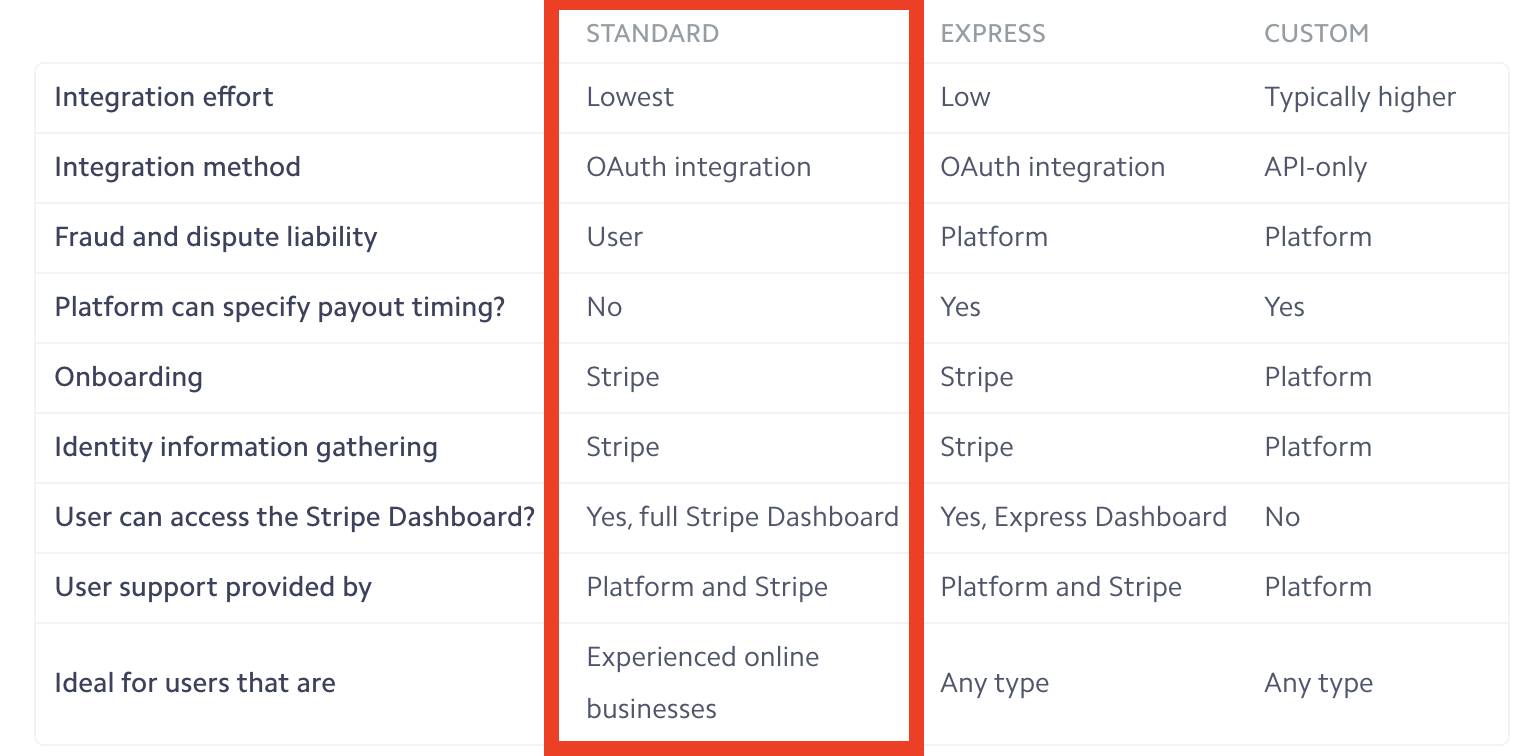 STANDARD EXPRESS CUSTOM
Integration effort Lowest Low Typically higher
Integration method OAuth integration OAuth integration API-only
Fraud and dispute liability User Platform Platform
Platform can specify payout timing? No Yes Yes
Onboarding Stripe Stripe Platform
Identity information gathering Stripe Stripe Platform
User can access the Stripe Dashboard? Yes, full Stripe Dashboard Yes, Express Dashboard No
User support provided by Platform and Stripe Platform and Stripe Platform
Ideal for users that are Experienced online businesses Any type Any type